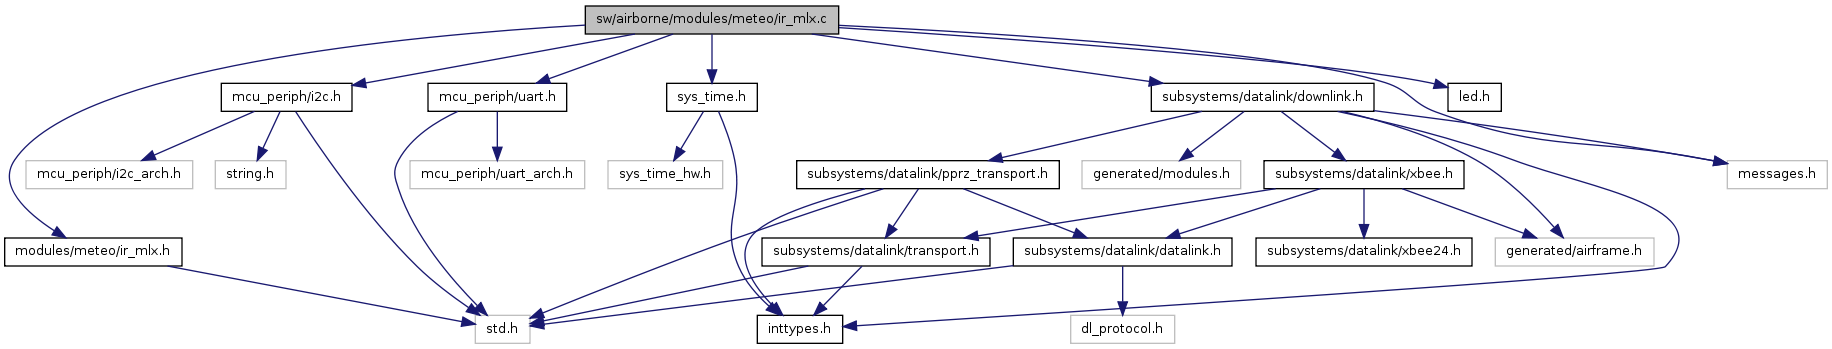 sw/airborne/modules/meteo/ir_mlx.c
mcu_periph/i2c.h
mcu_periph/uart.h
sys_time.h
subsystems/datalink/downlink.h
led.h
mcu_periph/i2c_arch.h
string.h
mcu_periph/uart_arch.h
sys_time_hw.h
subsystems/datalink/pprz_transport.h
generated/modules.h
subsystems/datalink/xbee.h
messages.h
modules/meteo/ir_mlx.h
subsystems/datalink/transport.h
subsystems/datalink/datalink.h
subsystems/datalink/xbee24.h
generated/airframe.h
std.h
inttypes.h
dl_protocol.h